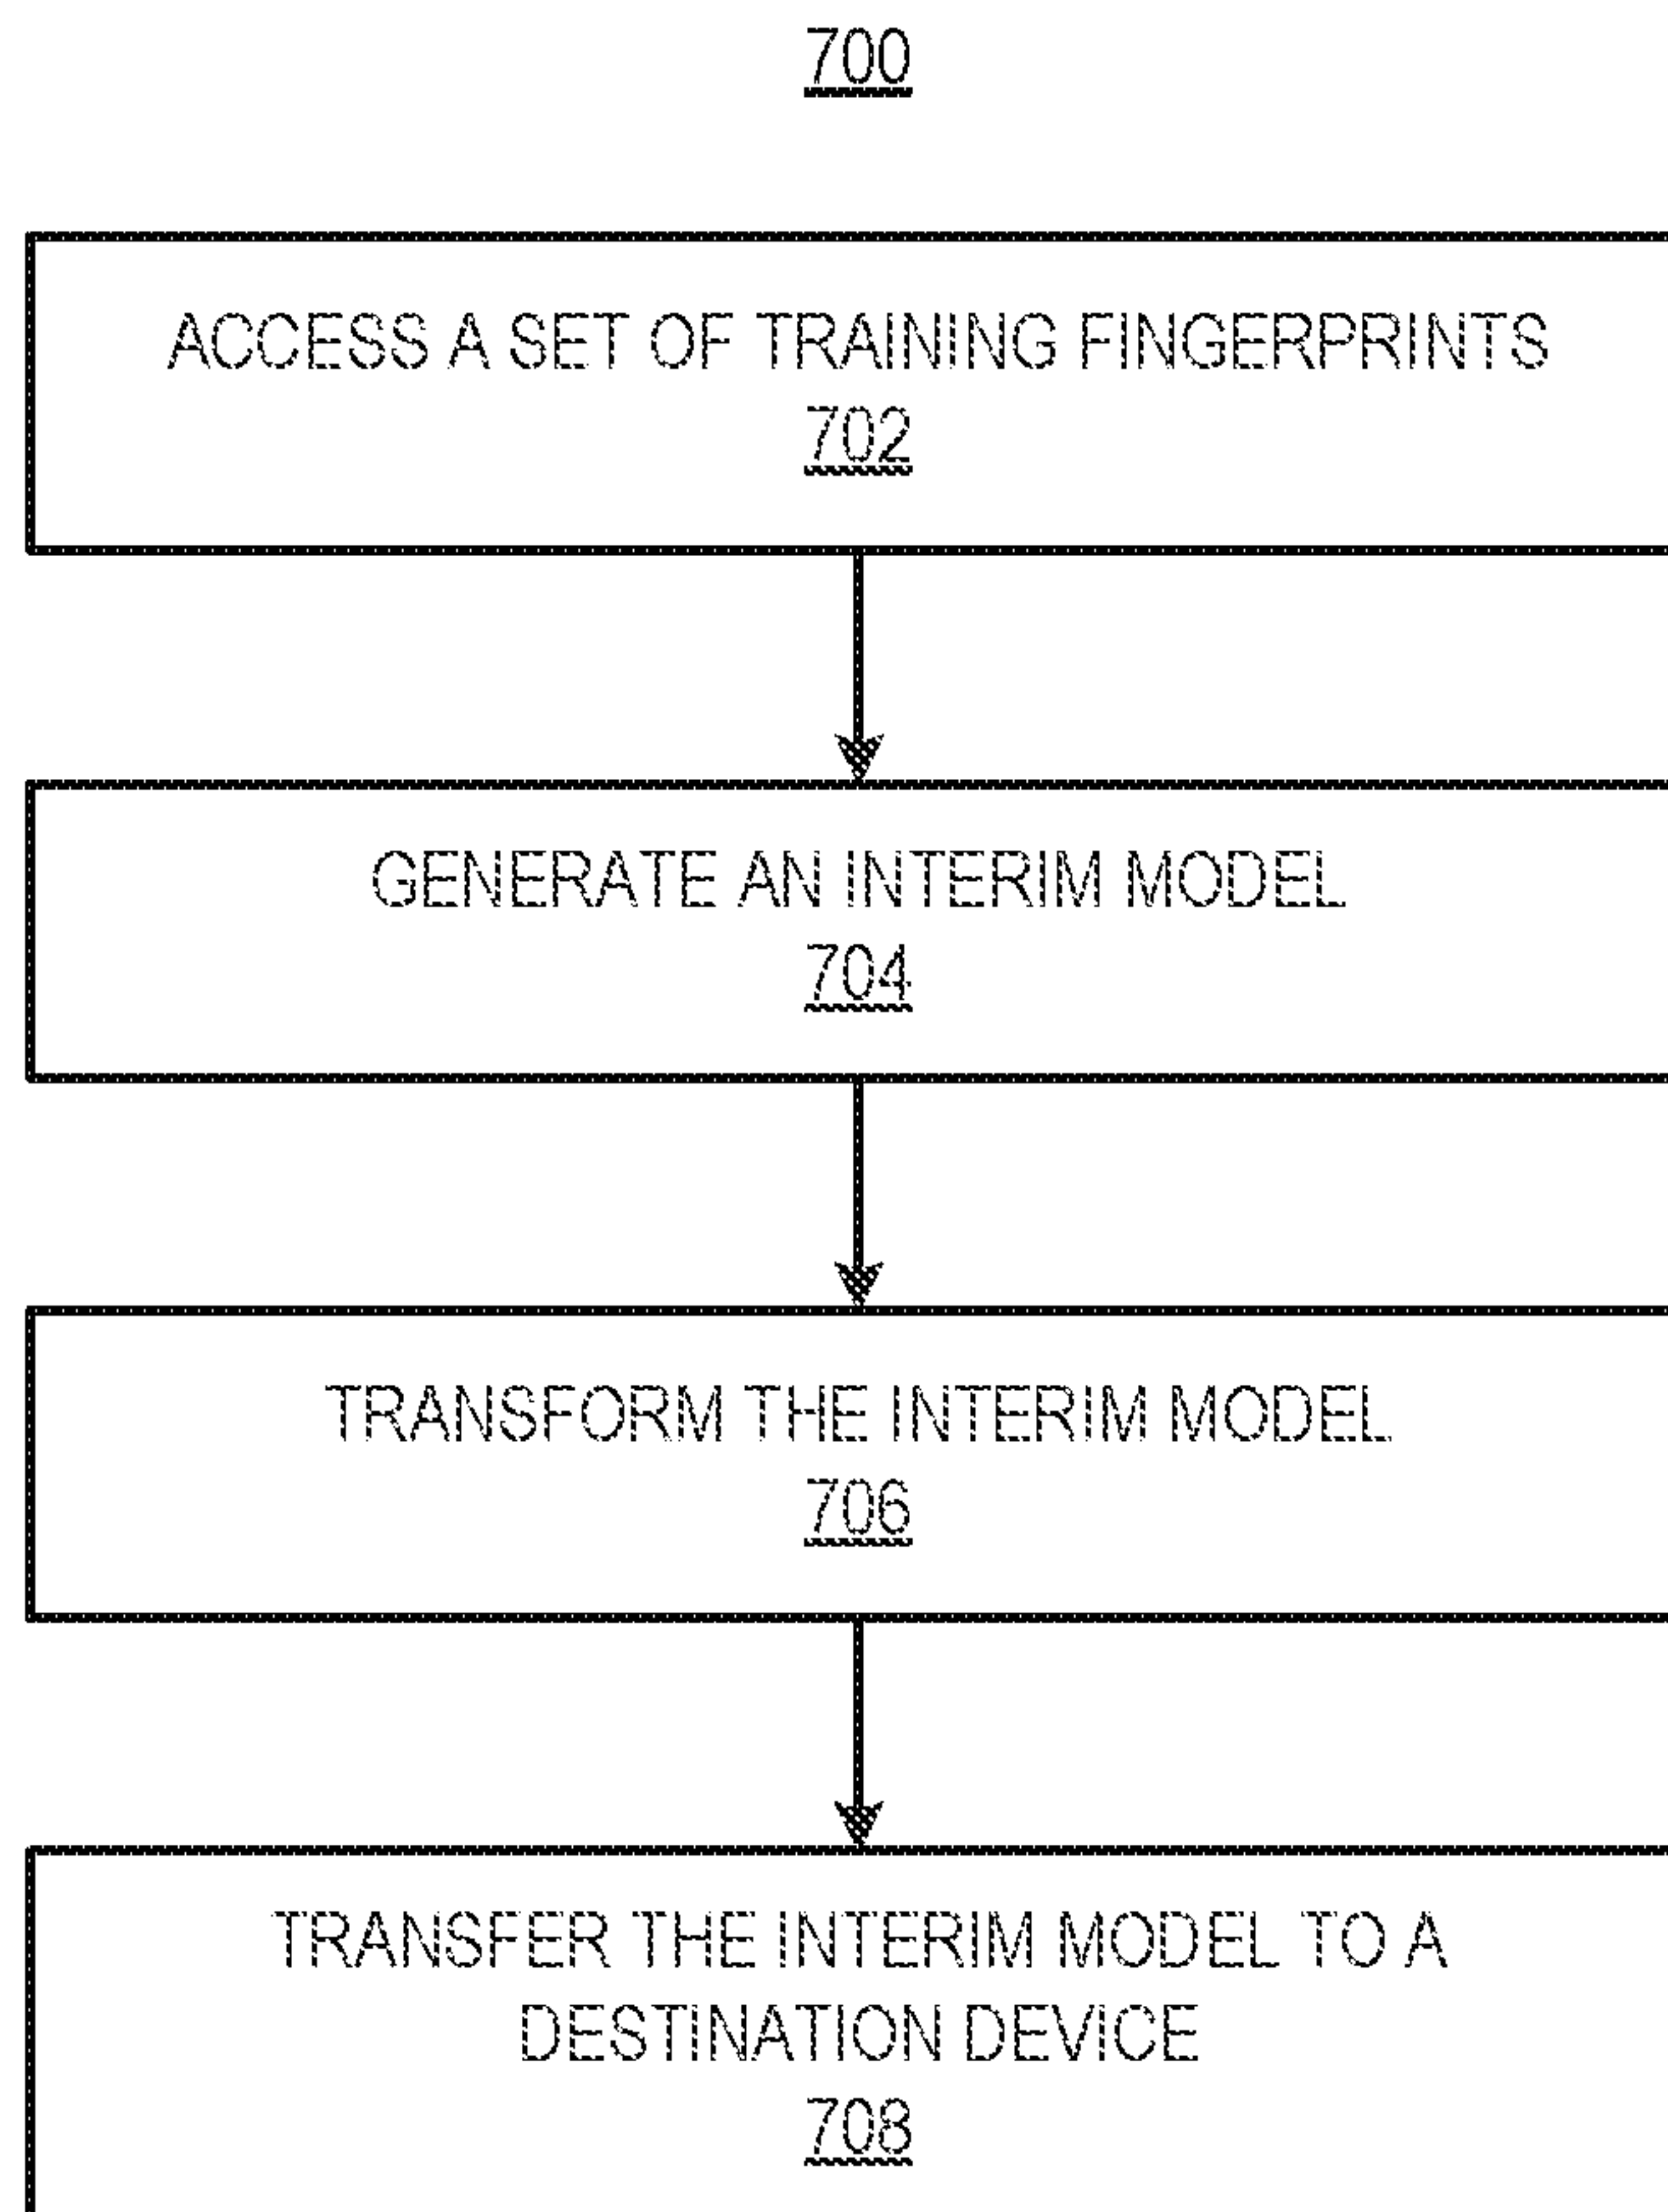 700
ACCESS A SET OF TRAINING FINGERPRINTS
702
GENERATE AN INTERIM MODEL
704
TRANSFORM THE INTERIM MODEL
706
TRANSFER THE INTERIM MODEL TO A
DESTINATION DEVICE
708